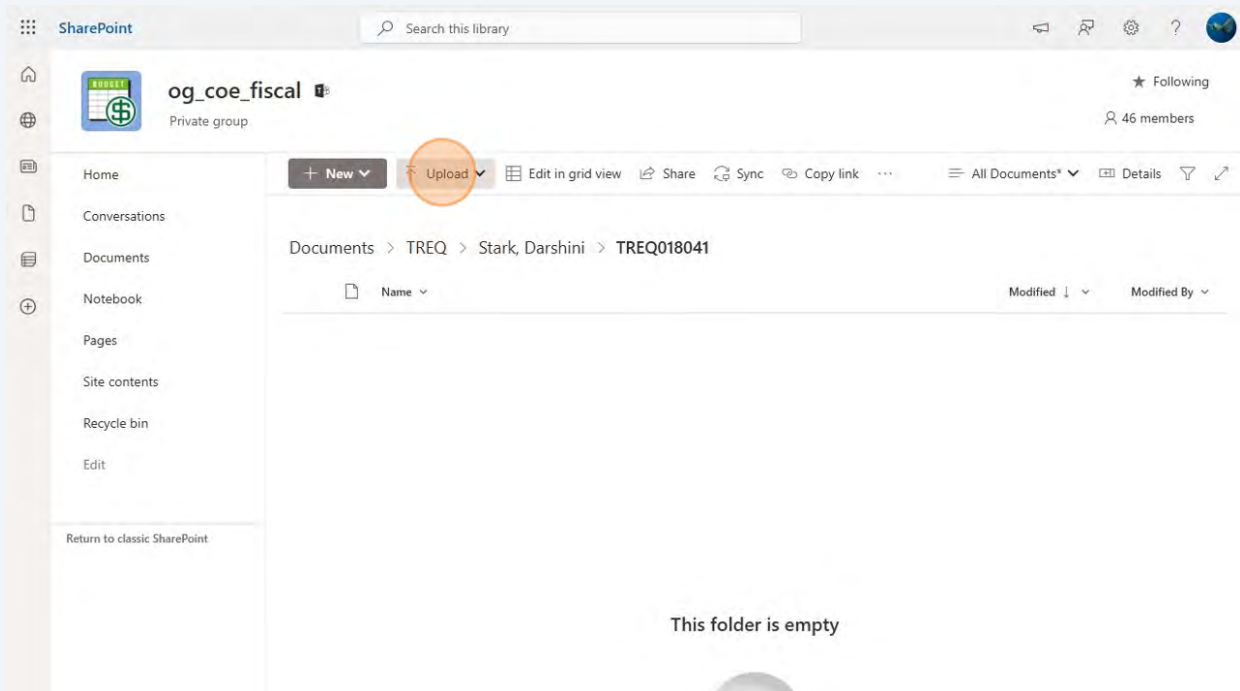 SharePoint
Search this library
BUDGET
$
og_coe_fiscal
Private group
Following
46 members
Home
Conversations
Documents
Notebook
Pages
Site contents
Recycle bin
Edit
Return to classic SharePoint
+ New Upload Edit in grid view Share Sync Copy link ... All Documents* Details
Documents > TREQ > Stark, Darshini > TREQ018041
Name Modified ↓ Modified By
This folder is empty